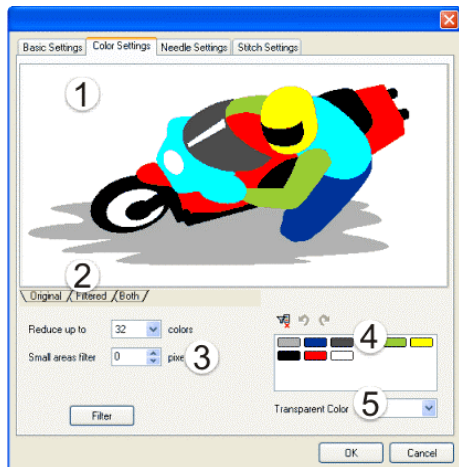 Basic Settings Color Settings Needle Settings Stitch Settings
1
2
Original Filtered Both
Reduce up to 32 colors
Small areas filter 0 3
4
Transparent Color 5
Filter
OK Cancel